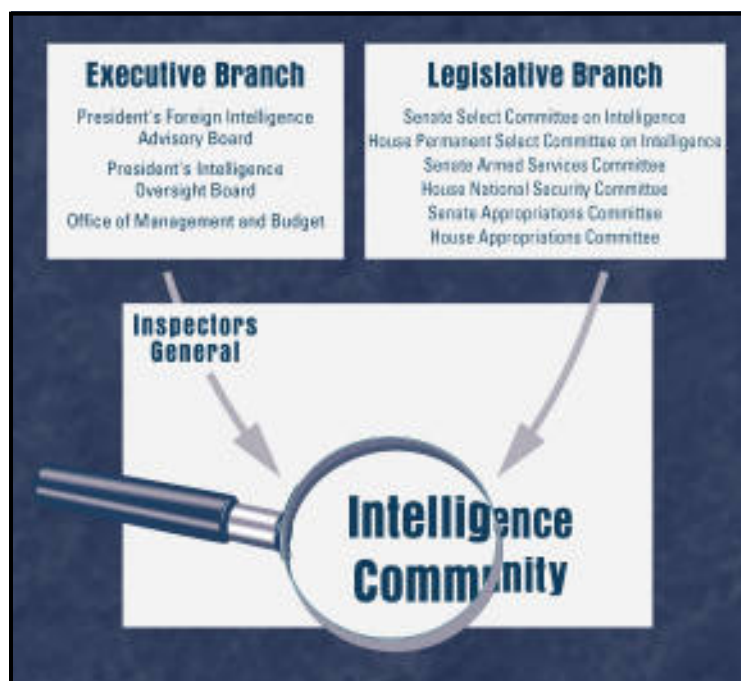 Executive Branch
President's Foreign Intelligence
Advisory Board
President's Intelligence
Oversight Board
Office of Management and Budget
Legislative Branch
Senate Select Committee on Intelligence
House Permanent Select Committee on Intelligence
Senate Armed Services Committee
House National Security Committee
Senate Appropriations Committee
House Appropriations Committee
Inspectors
General
Intelligence
Community